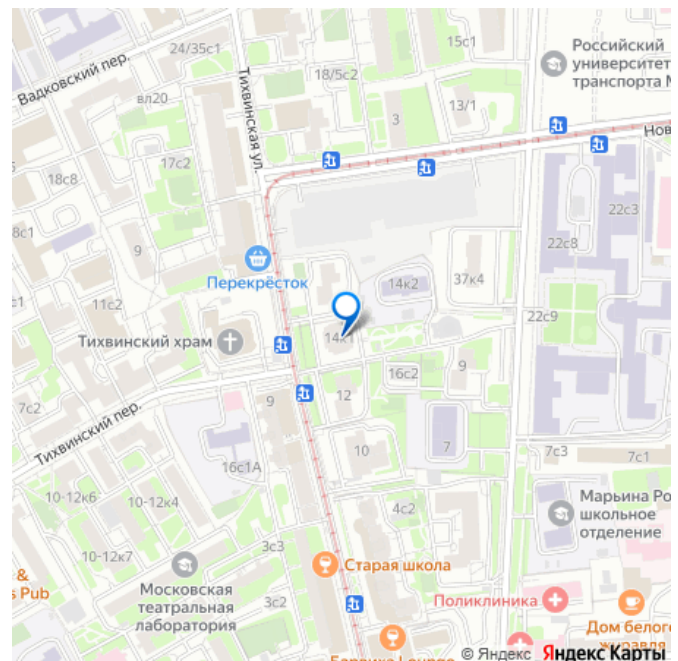 24/35с1
15с1
Российский
университет
транспорта М
Вадковский пер.
вл20
Тихвинская ул.
18/5с2
13/1
3
Нов
17с2
18с8
22с3
8с1
9
22с8
Перекрёсток
14к2
37к4
11с2
22с9
Тихвинский храм
14к1
7с2
16с2
9
12
9
Тихвинский пер.
7
10
7с3
7с1
16с1А
10-12к6
10-12к4
Марьина Ро
школьное
отделение
4с2
10-12к7
3с3
Старая школа
&
s Pub
Московская
театральная
лаборатория
3с2
Поликлиника
Дом белого
журавля
Баррика Lounge
© Яндекс Яндекс Карты